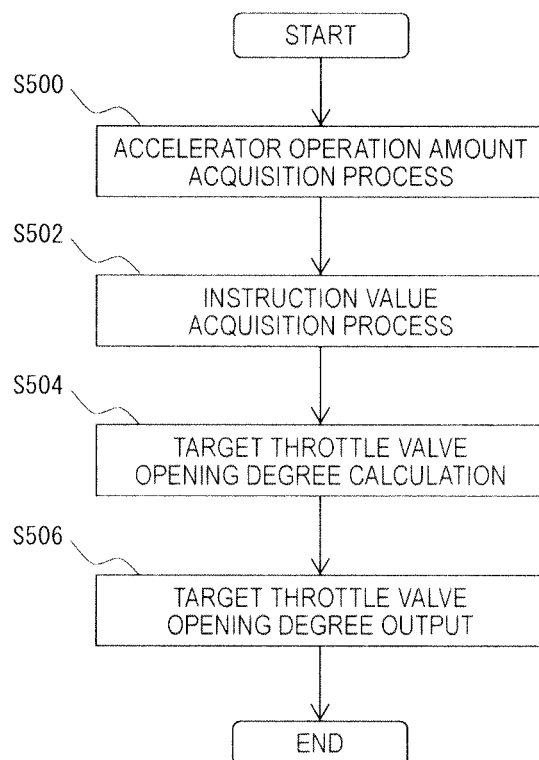 START
S500
ACCELERATOR OPERATION AMOUNT
ACQUISITION PROCESS
S502
INSTRUCTION VALUE
ACQUISITION PROCESS
S504
TARGET THROTTLE VALVE
OPENING DEGREE CALCULATION
S506
TARGET THROTTLE VALVE
OPENING DEGREE OUTPUT
END